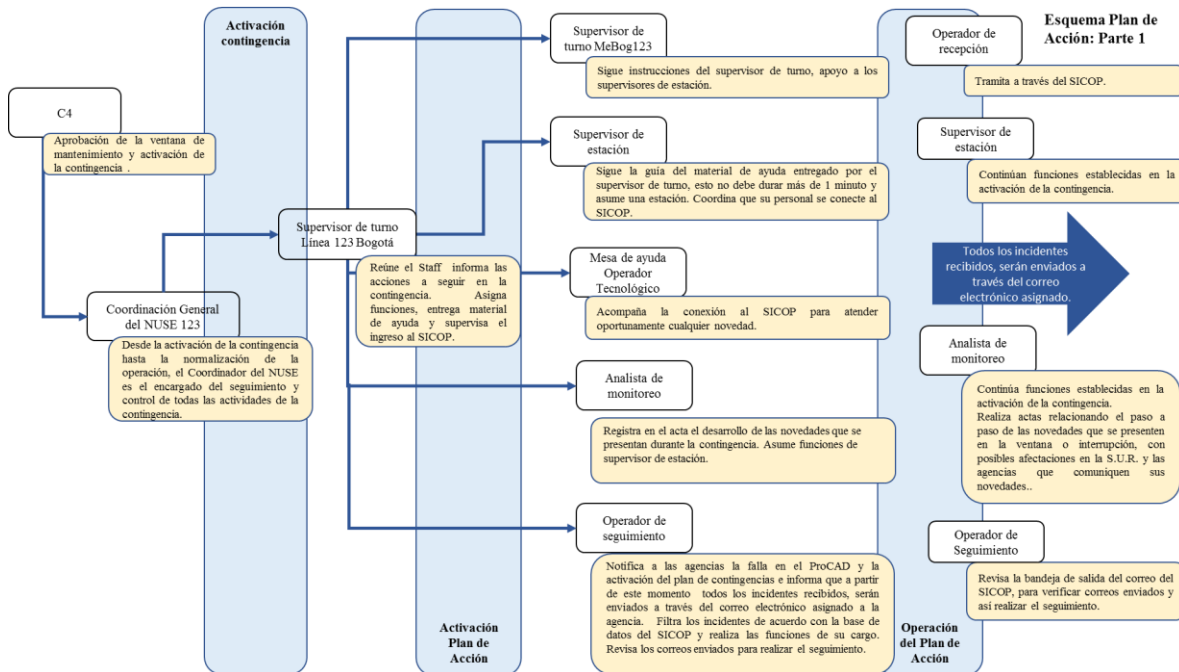 Activación
contingencia
C4
Aprobación de la ventana de
mantenimiento y activación de
la contingencia .
Coordinación General
del NUSE 123
Desde la activación de la contingencia
hasta la normalización de la
operación, el Coordinador del NUSE
es el encargado del seguimiento y
control de todas las actividades de la
contingencia.
Supervisor de turno
Línea 123 Bogotá
Reúne el Staff informa las
acciones a seguir en la
contingencia. Asigna
funciones, entrega material
de ayuda y supervisa el
ingreso al SICOP.
Activación
Plan de
Acción
Supervisor de
turno MeBog123
Sigue instrucciones del supervisor de turno, apoyo a los
supervisores de estación.
Supervisor de
estación
Sigue la guía del material de ayuda entregado por el
supervisor de turno, esto no debe durar más de 1 minuto y
asume una estación. Coordina que su personal se conecte al
SICOP.
Mesa de ayuda
Operador
Tecnológico
Acompaña la conexión al SICOP para atender
oportunamente cualquier novedad.
Analista de
monitoreo
Registra en el acta el desarrollo de las novedades que se
presentan durante la contingencia. Asume funciones de
supervisor de estación.
Operador de
seguimiento
Notifica a las agencias la falla en el ProCAD y la
activación del plan de contingencias e informa que a partir
de este momento todos los incidentes recibidos, serán
enviados a través del correo electrónico asignado a la
agencia. Filtra los incidentes de acuerdo con la base de
datos del SICOP y realiza las funciones de su cargo.
Revisa los correos enviados para realizar el seguimiento.
Esquema Plan de
Acción: Parte 1
Operador de
recepción
Tramita a través del SICOP.
Supervisor de
estación
Continúan funciones establecidas en la
activación de la contingencia.
Todos los incidentes
recibidos, serán enviados a
través del correo
electrónico asignado.
Analista de
monitoreo
Continúa funciones establecidas en la
activación de la contingencia.
Realiza actas relacionando el paso a
paso de las novedades que se presenten
en la ventana o interrupción, con
posibles afectaciones en la S.U.R. y las
agencias que comuniquen sus
novedades..
Operador de
Seguimiento
Revisa la bandeja de salida del correo del
SICOP, para verificar correos enviados y
así realizar el seguimiento.
Operación
del Plan de
Acción